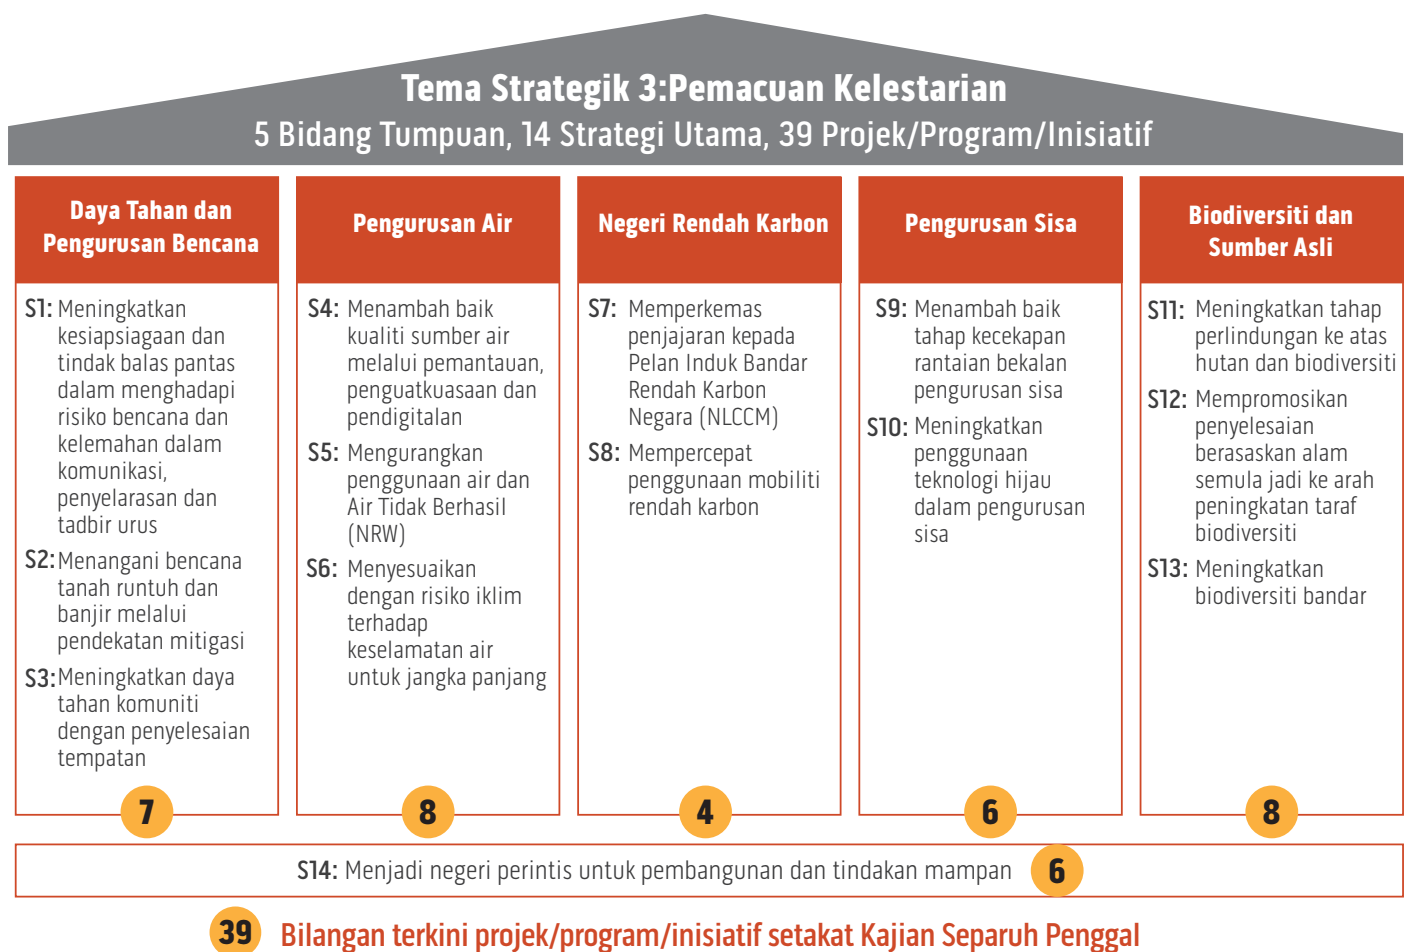 Tema Strategik 3:Pemacuan Kelestarian
5 Bidang Tumpuan, 14 Strategi Utama, 39 Projek/Program/Inisiatif
Daya Tahan dan
Pengurusan Bencana
S1: Meningkatkan
kesiapsiagaan dan
tindak balas pantas
dalam menghadapi
risiko bencana dan
kelemahan dalam
komunikasi,
penyelarasan dan
tadbir urus
S2: Menangani bencana
tanah runtuh dan
banjir melalui
pendekatan mitigasi
S3: Meningkatkan daya
tahan komuniti
dengan penyelesaian
tempatan
7
Pengurusan Air
S4: Menambah baik
kualiti sumber air
melalui pemantauan,
penguatkuasaan dan
pendigitalan
S5: Mengurangkan
penggunaan air dan
Air Tidak Berhasil
(NRW)
S6: Menyesuaikan
dengan risiko iklim
terhadap
keselamatan air
untuk jangka panjang
8
Negeri Rendah Karbon
S7: Memperkemas
penjajaran kepada
Pelan Induk Bandar
Rendah Karbon
Negara (NLCCM)
S8: Mempercepat
penggunaan mobiliti
rendah karbon
4
Pengurusan Sisa
S9: Menambah baik
tahap kecekapan
rantaian bekalan
pengurusan sisa
S10: Meningkatkan
penggunaan
teknologi hijau
dalam pengurusan
sisa
6
Biodiversiti dan
Sumber Asli
S11: Meningkatkan tahap
perlindungan ke atas
hutan dan biodiversiti
S12: Mempromosikan
penyelesaian
berasaskan alam
semula jadi ke arah
peningkatan taraf
biodiversiti
S13: Meningkatkan
biodiversiti bandar
8
S14: Menjadi negeri perintis untuk pembangunan dan tindakan mampan 6
39 Bilangan terkini projek/program/inisiatif setakat Kajian Separuh Penggal